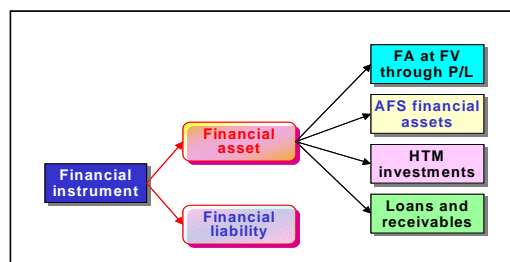 FA at FV
through P/L
AFS financial
assets
Financial
asset
HTM
investments
Financial
instrument
Loans and
receivables
Financial
liability